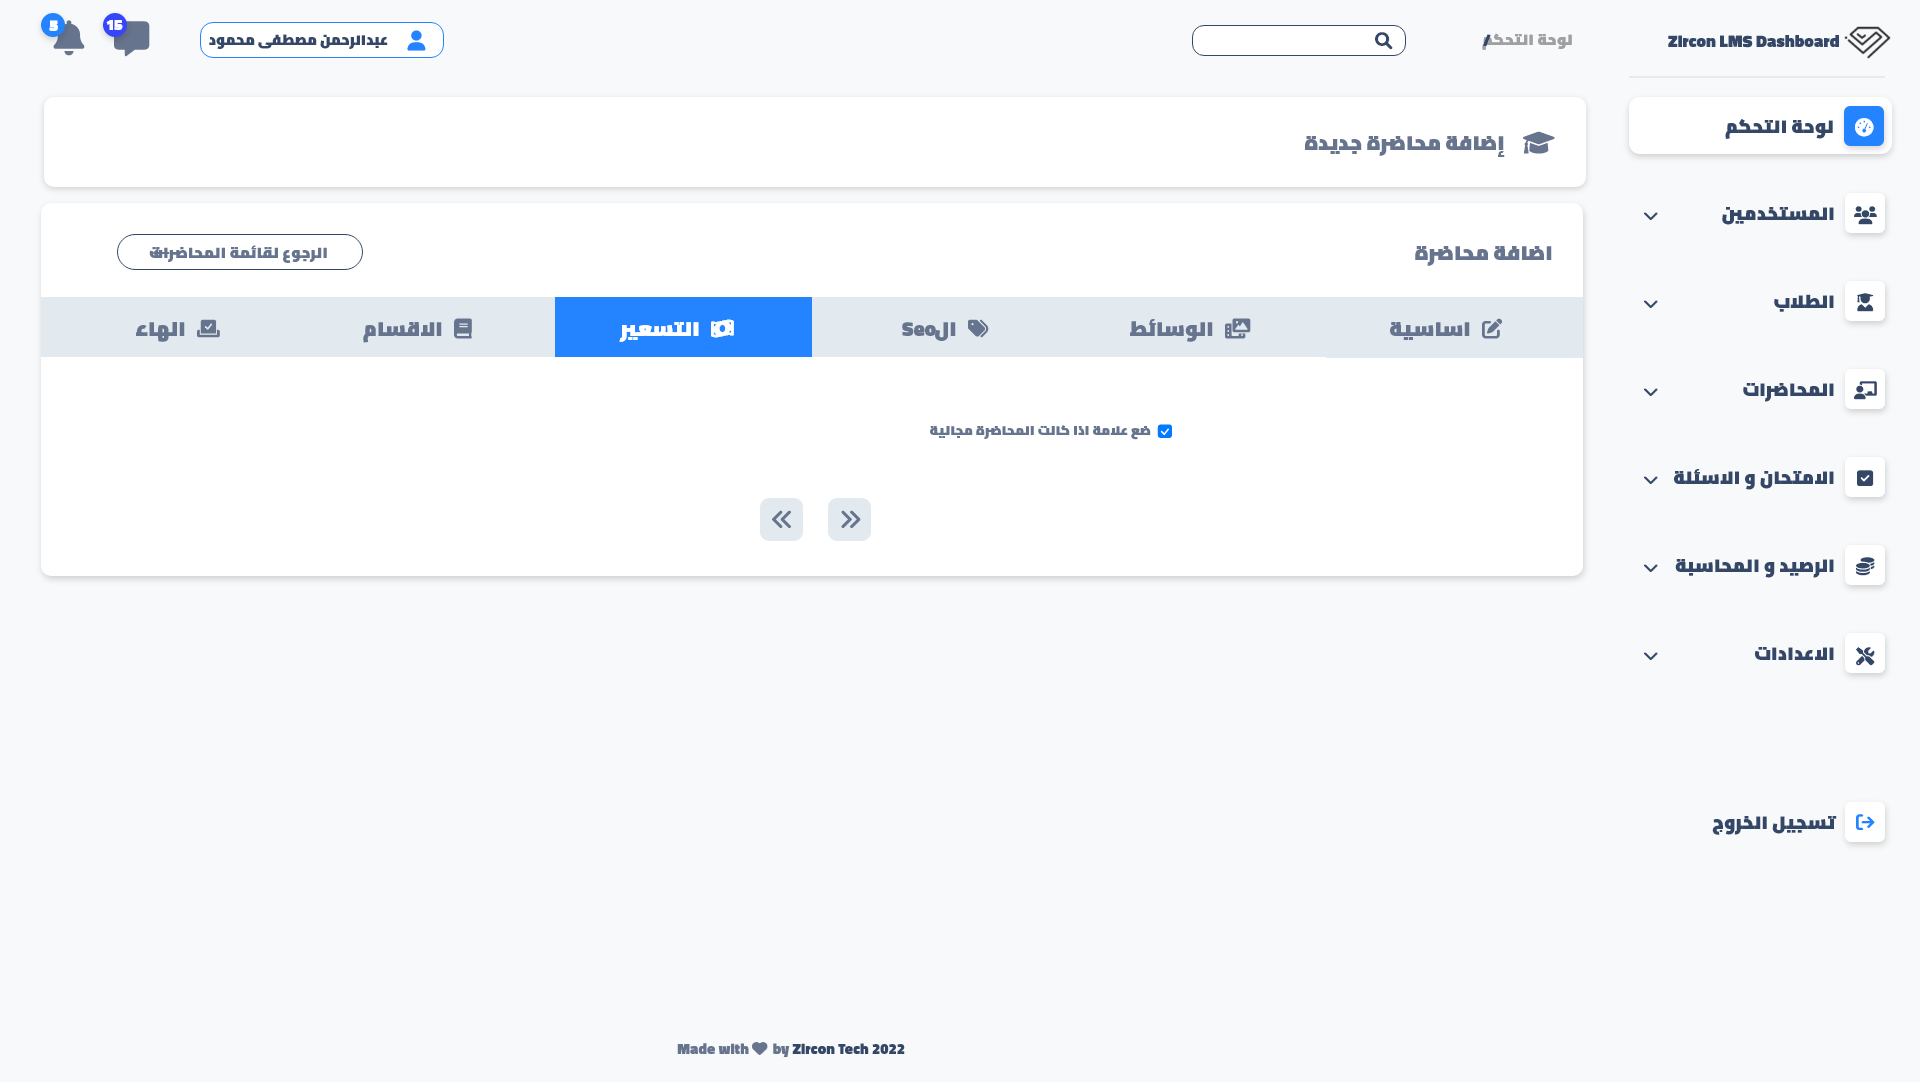 Zircon LMS Dashboard
لوحة التحكم /
عبدالرحمن مصطفى محمود
15
5
لوحة التحكم
المستخدمين
الطلاب
المحاضرات
الامتحان و الاسئلة
الرصيد و المحاسبة
الاعدادات
تسجيل الخروج
إضافة محاضرة جديدة
اضافة محاضرة
الرجوع لقائمة المحاضرات
اساسية
الوسائط
الSeo
التسعير
الاقسام
الهاء
ضع علامة اذا كانت المحاضرة مجالية
Made with by Zircon Tech 2022